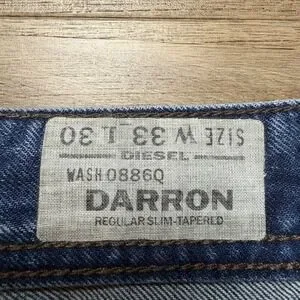 SIZE W 33 L 30
DIESEL
WASH 0886Q
DARRON
REGULAR SLIM-TAPERED